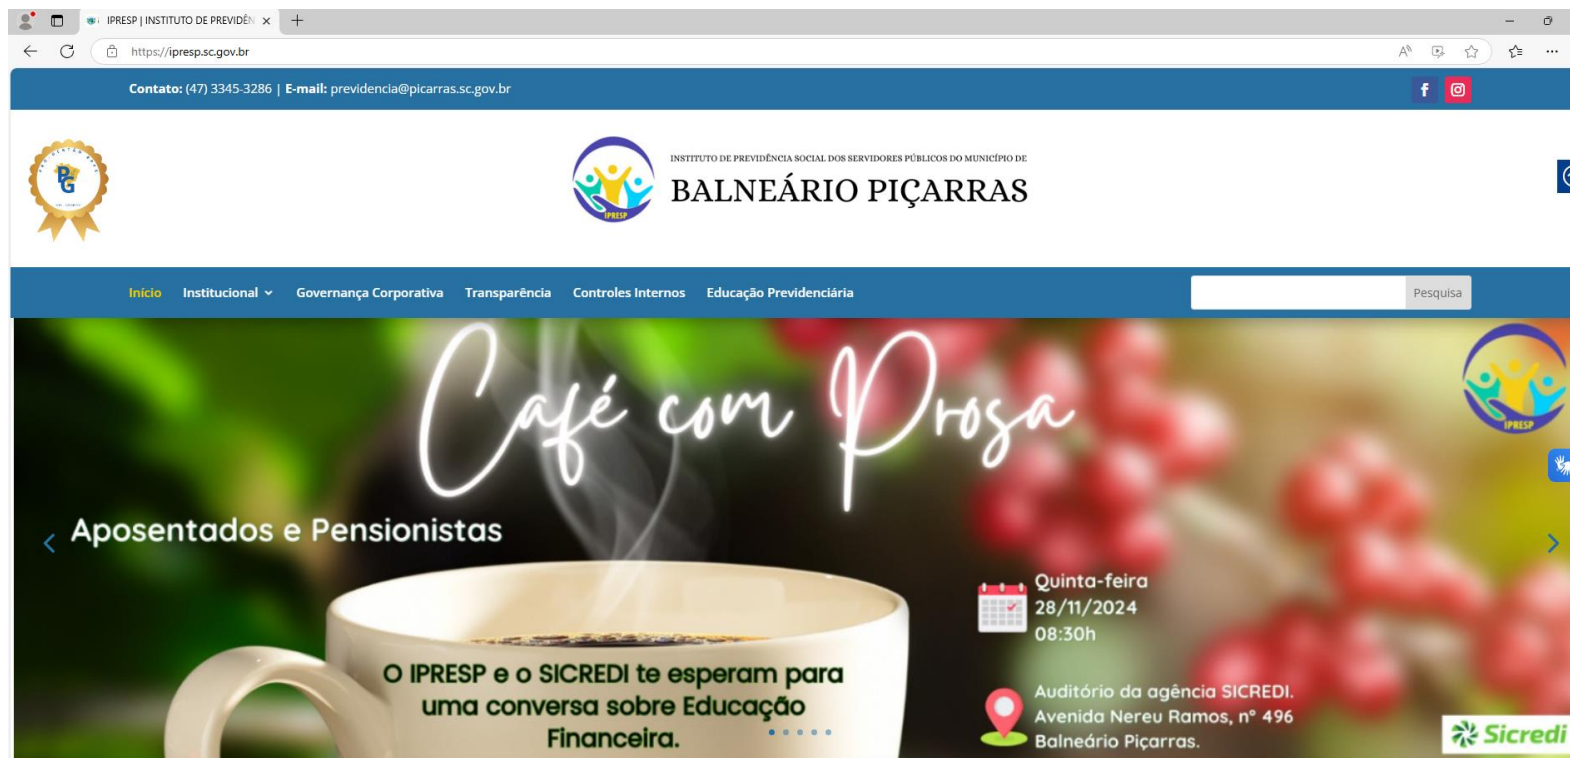 IPRESP | INSTITUTO DE PREVIDÊN
https://ipresp.sc.gov.br
Contato: (47) 3345-3286 | E-mail: previdencia@picarras.sc.gov.br
PG
IPRESP
INSTITUTO DE PREVIDÊNCIA SOCIAL DOS SERVIDORES PÚBLICOS DO MUNICÍPIO DE
BALNEÁRIO PIÇARRAS
Início Institucional Governança Corporativa Transparência Controles Internos Educação Previdenciária Pesquisa
Café com Prosa
IPRESP
Aposentados e Pensionistas
Quinta-feira
28/11/2024
08:30h
O IPRESP e o SICREDI te esperam para
uma conversa sobre Educação
Financeira.
Auditório da agência SICREDI.
Avenida Nereu Ramos, nº 496
Balneário Piçarras.
Sicredi